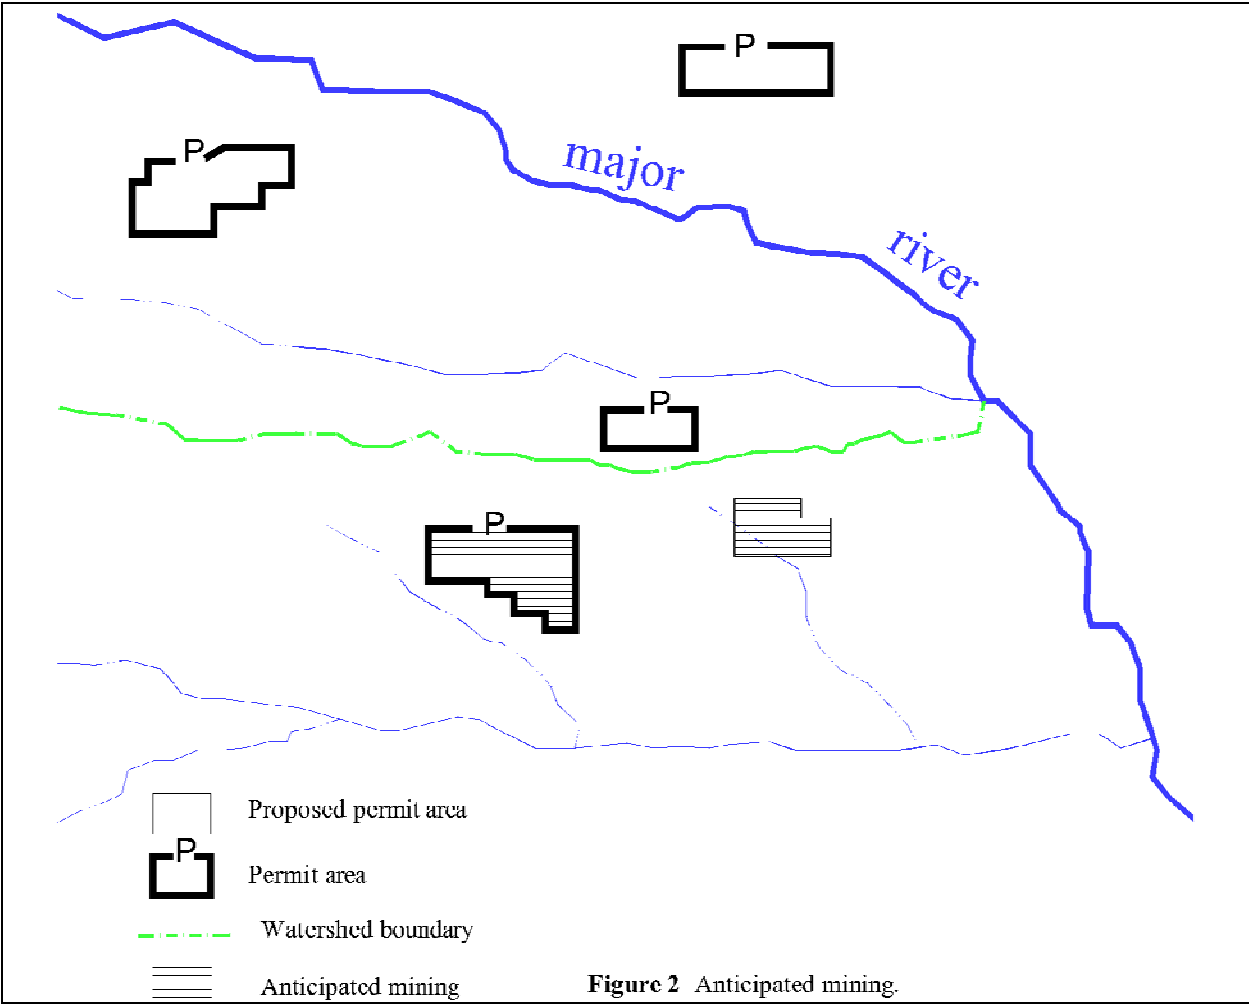 P
P
major
river
P
P
Proposed permit area
P
Permit area
Watershed boundary
Anticipated mining
Figure 2 Anticipated mining.